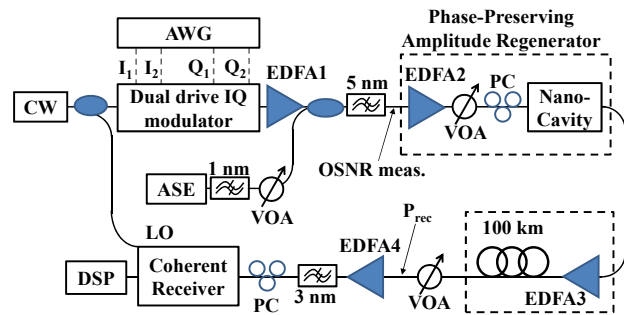 Phase-Preserving
Amplitude Regenerator
AWG
I1 I2 Q1 Q2
EDFA1
5 nm
EDFA2
PC
CW
Dual drive IQ
modulator
Nano-
Cavity
VOA
1 nm
OSNR meas.
ASE
VOA
LO
Prec
100 km
EDFA4
DSP
Coherent
Receiver
PC
3 nm
VOA
EDFA3